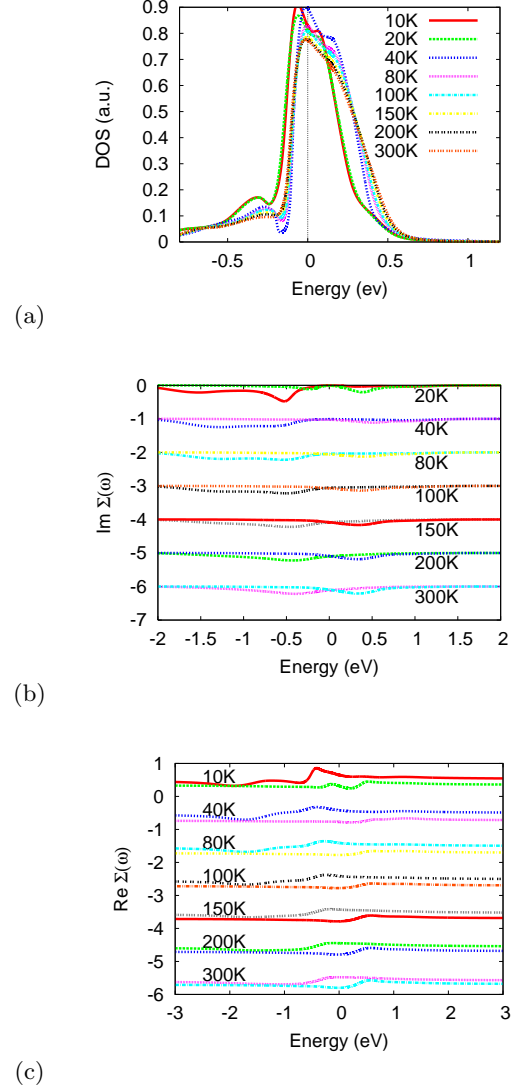 0.9
0.8
0.7
0.6
0.5
0.4
0.3
0.2
0.1
0
DOS (a.u.)
10K
20K
40K
80K
100K
150K
200K
300K
-0.5 0 0.5 1
Energy (ev)
(a)
0
-1
-2
-3
-4
-5
-6
-7
Im Σ(ω)
20K
40K
80K
100K
150K
200K
300K
-2 -1.5 -1 -0.5 0 0.5 1 1.5 2
Energy (eV)
(b)
1
0
-1
-2
-3
-4
-5
-6
Re Σ(ω)
10K
40K
80K
100K
150K
200K
300K
-3 -2 -1 0 1 2 3
Energy (eV)
(c)